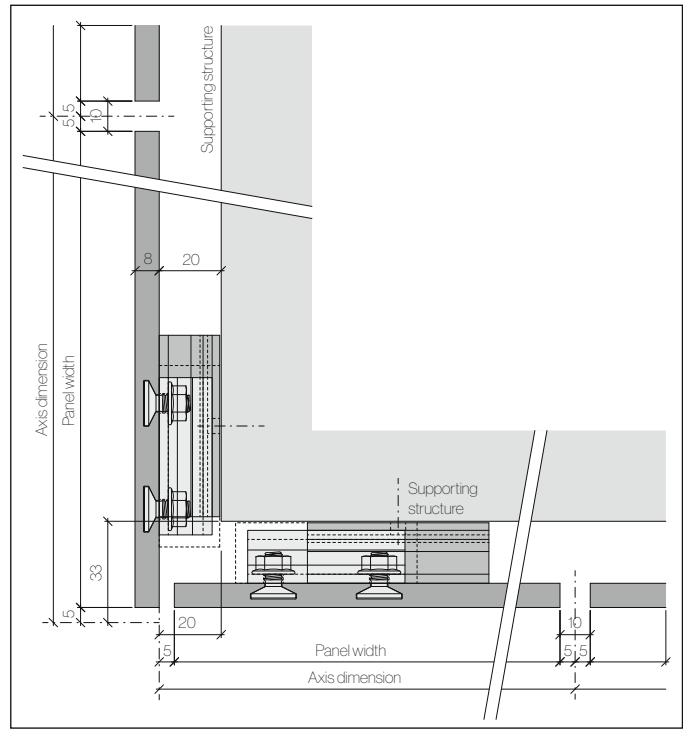 Supporting structure
5
5
10
8
20
Axis dimension
Panel width
Supporting
structure
33
5
20
5
Panel width
10
5
5
Axis dimension